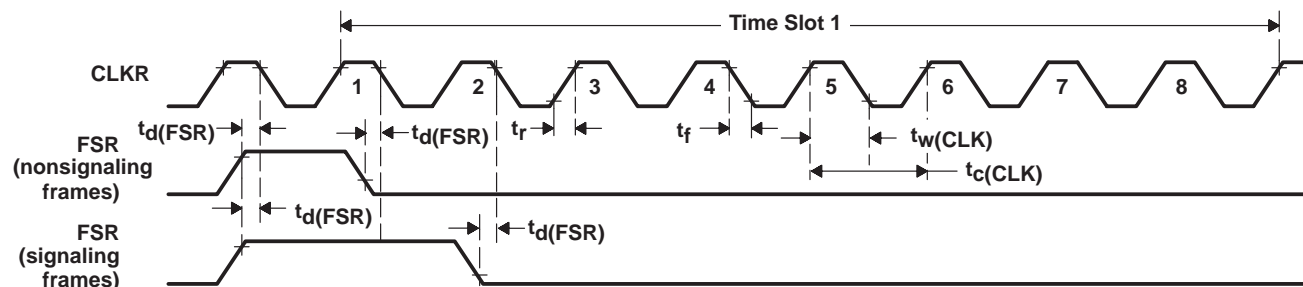 Time Slot 1
CLKR
1 2 3 4 5 6 7 8
td(FSR) td(FSR) tr tf tw(CLK)
FSR
(nonsignaling
frames)
tc(CLK)
td(FSR) td(FSR)
FSR
(signaling
frames)